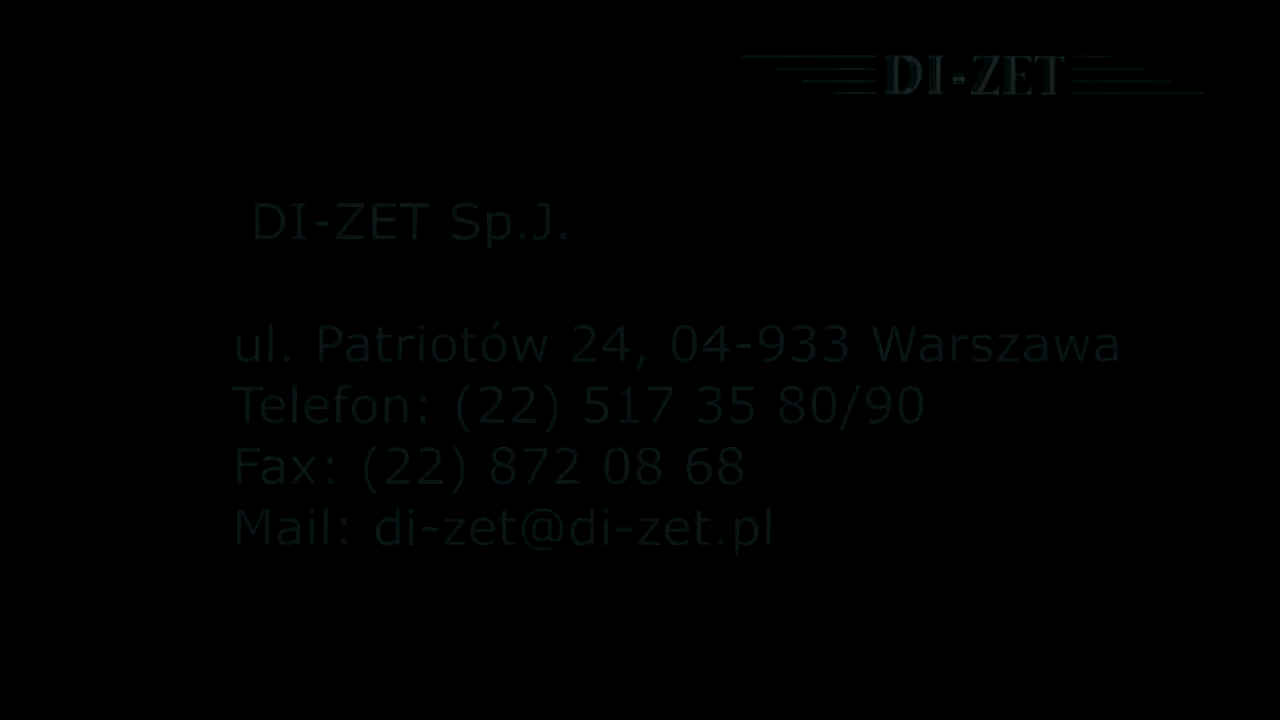 DI-ZET
DI-ZET Sp.J.
ul. Patriotów 24, 04-933 Warszawa
Telefon: (22) 517 35 80/90
Fax: (22) 872 08 68
Mail: di-zet@di-zet.pl